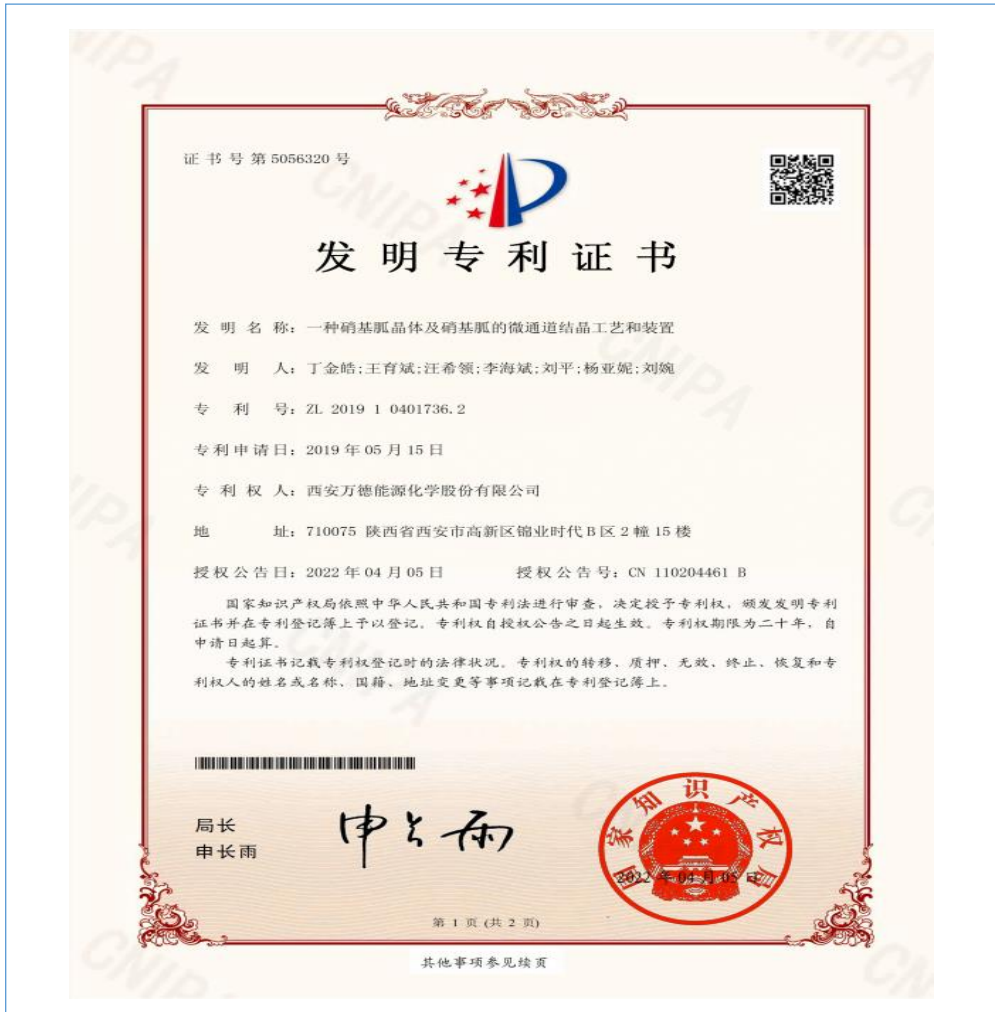 证书号第5056320号
发明专利证书
发明名称：一种硝基胍晶体及硝基胍的微通道结晶工艺和装置
发明人：丁金皓;王育斌;汪希领;李海斌;刘平;杨亚妮;刘婉
专利号：ZL 2019 1 0401736.2
专利申请日：2019年05月15日
专利权人：西安万德能源化学股份有限公司
地址：710075 陕西省西安市高新区锦业时代B区2幢15楼
授权公告日：2022年04月05日 授权公告号：CN 110204461 B
国家知识产权局依照中华人民共和国专利法进行审查，决定授予专利权，颁发发明专利
证书并在专利登记簿上予以登记。专利权自授权公告之日起生效。专利权期限为二十年，自
申请日起算。
专利证书记载专利权登记时的法律状况。专利权的转移、质押、无效、终止、恢复和专
利权人的姓名或名称、国籍、地址变更等事项记载在专利登记簿上。
局长
申长雨
申长雨
国家知识产权局
2022年04月05日
第 1 页 (共 2 页)
其他事项参见续页
CNIPA
CNIPA
CNIPA
CNIPA
CNIPA
CNIPA